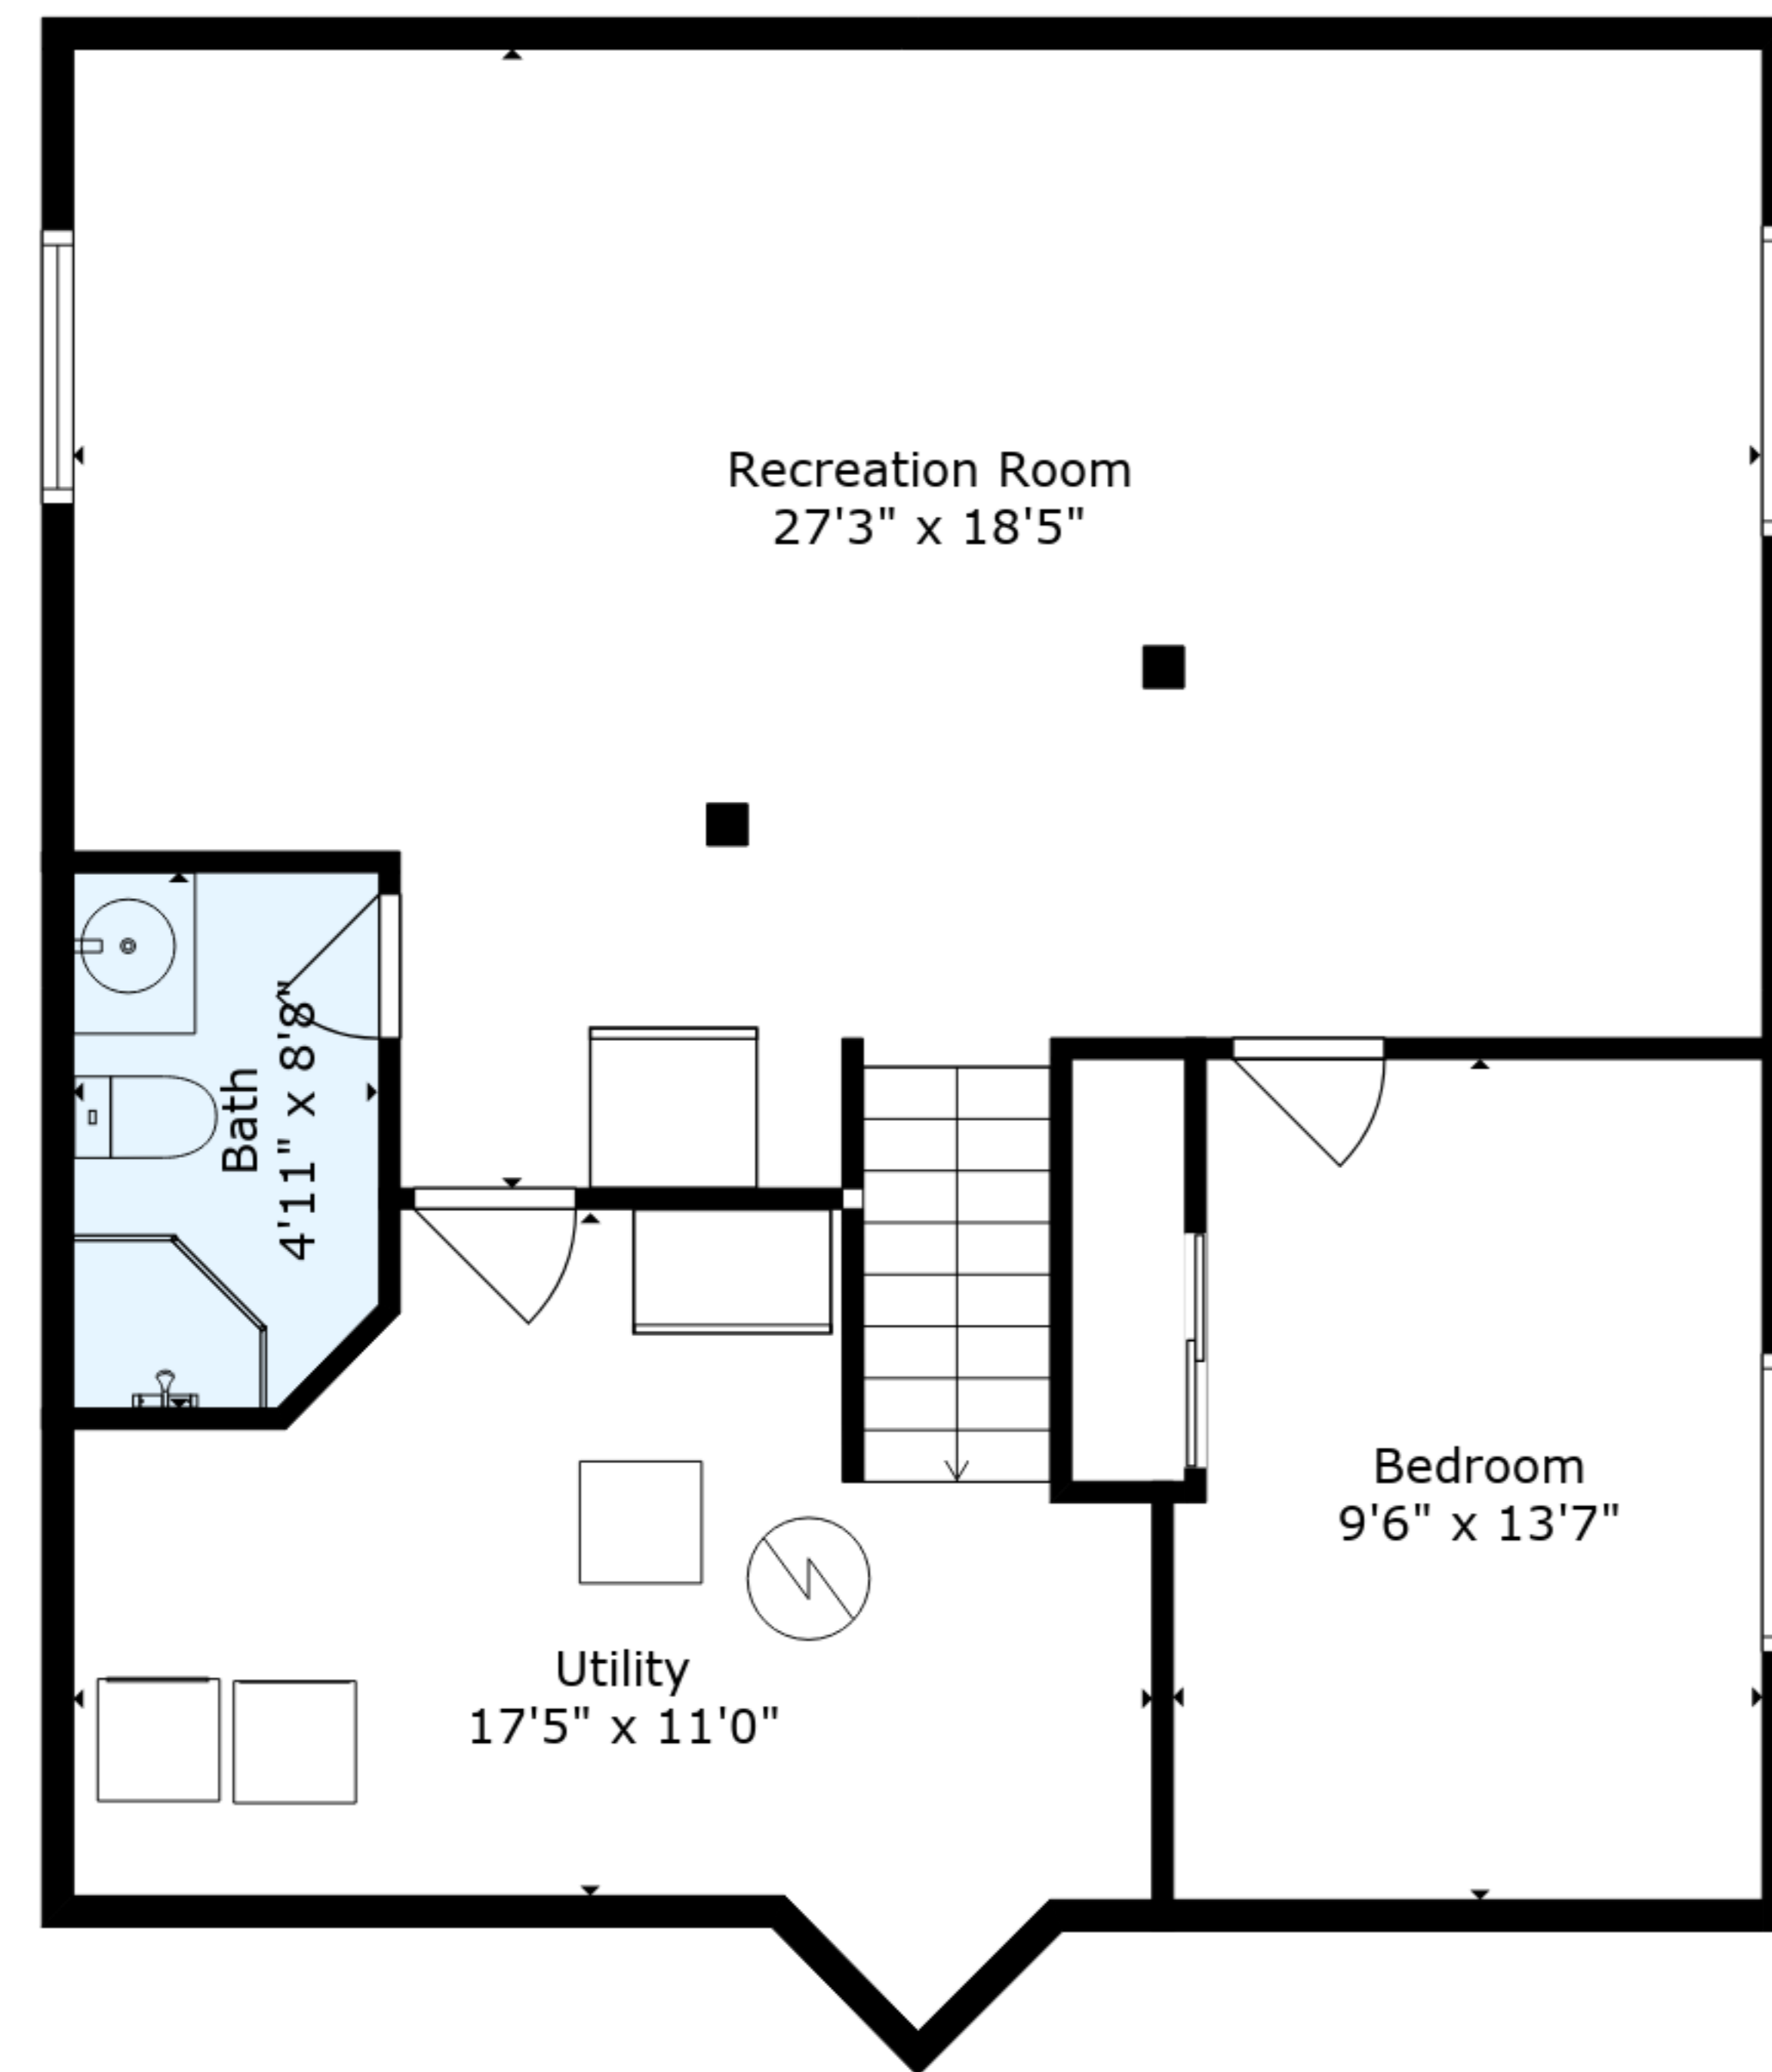 Recreation Room
27'3" x 18'5"
Bath
4'11" x 8'8"
Bedroom
9'6" x 13'7"
Utility
17'5" x 11'0"